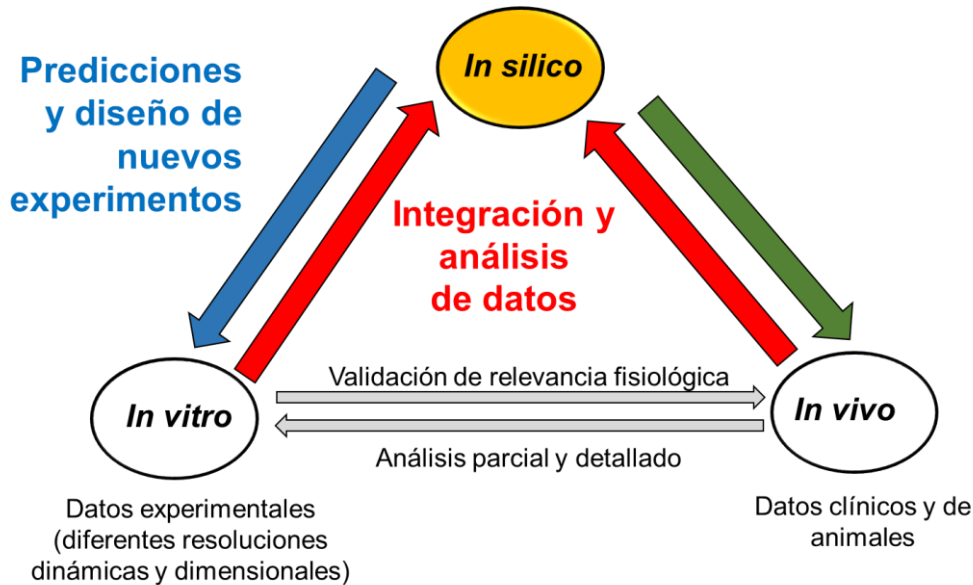 In silico
Predicciones
y diseño de
nuevos
experimentos
Integración y
análisis
de datos
Validación de relevancia fisiológica
In vitro
In vivo
Análisis parcial y detallado
Datos experimentales
(diferentes resoluciones
dinámicas y dimensionales)
Datos clínicos y de
animales